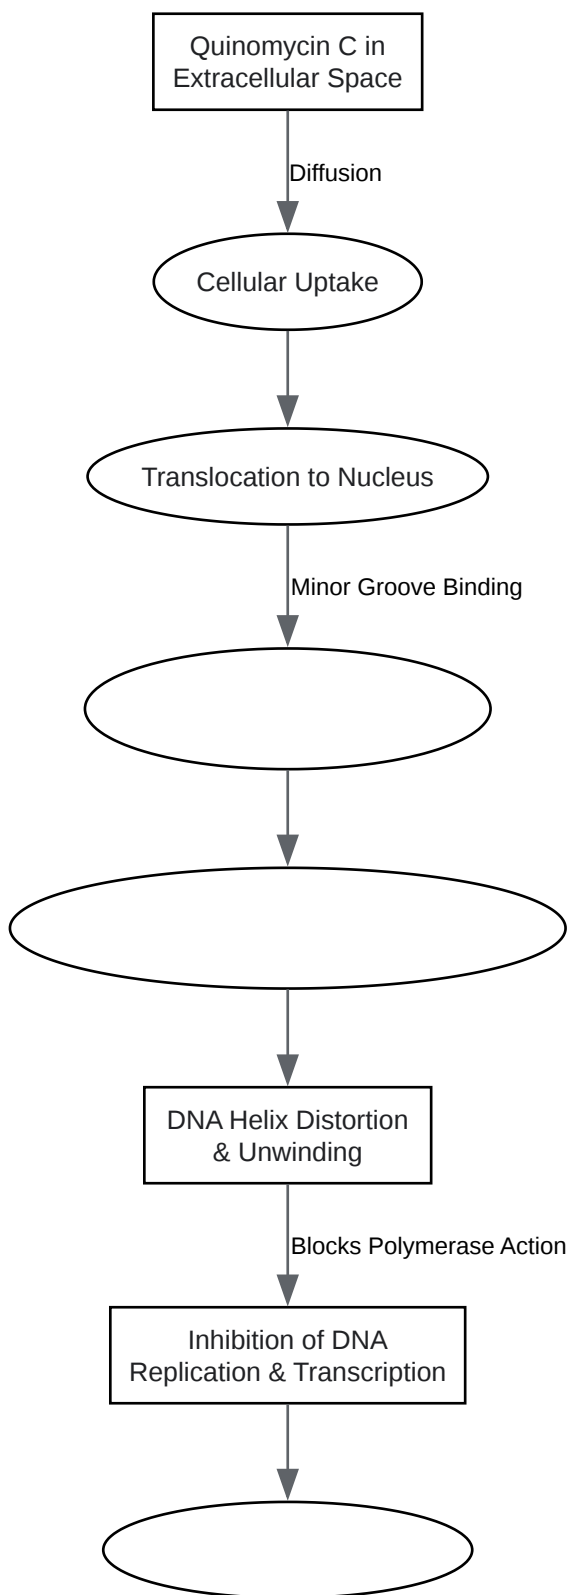 Quinomycin C in
Extracellular Space
Diffusion
Cellular Uptake
Translocation to Nucleus
Minor Groove Binding
DNA Helix Distortion
& Unwinding
Blocks Polymerase Action
Inhibition of DNA
Replication & Transcription